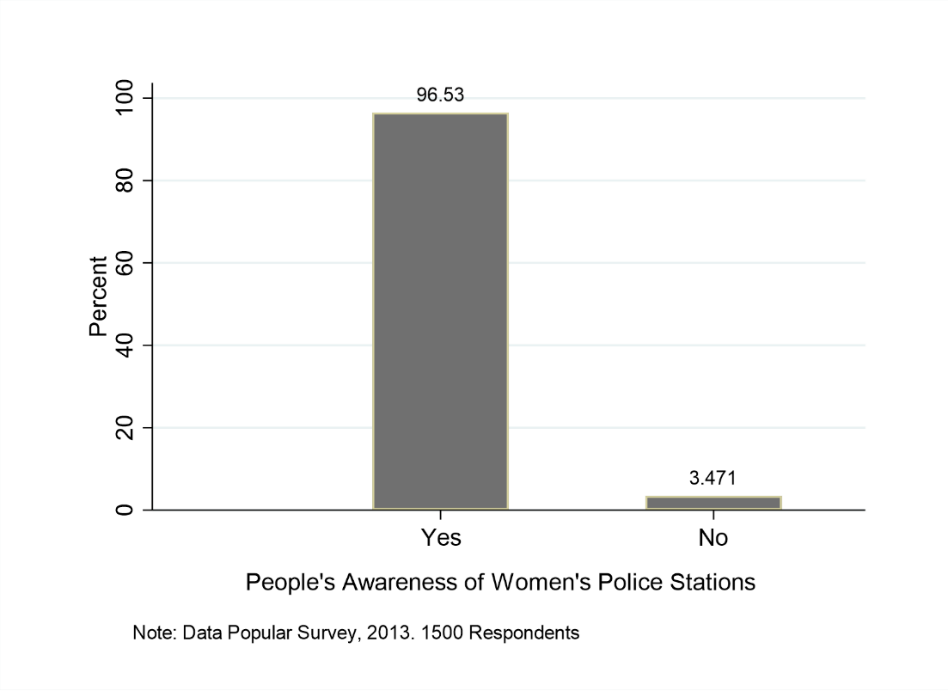 96.53
3.471
100
80
60
40
20
0
Percent
Yes No
People's Awareness of Women's Police Stations
Note: Data Popular Survey, 2013. 1500 Respondents